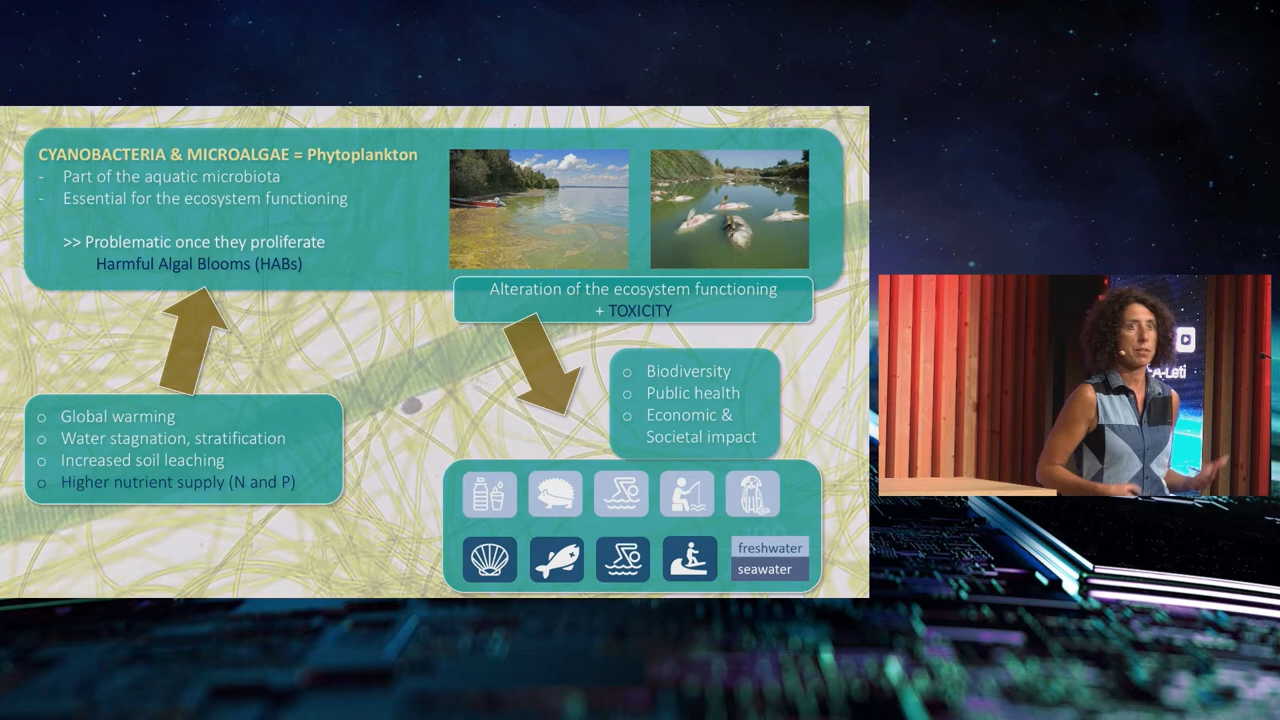 CYANOBACTERIA & MICROALGAE = Phytoplankton
- Part of the aquatic microbiota
- Essential for the ecosystem functioning
>> Problematic once they proliferate
Harmful Algal Blooms (HABs)
Alteration of the ecosystem functioning
+ TOXICITY
o Global warming
o Water stagnation, stratification
o Increased soil leaching
o Higher nutrient supply (N and P)
o Biodiversity
o Public health
o Economic &
Societal impact
freshwater
seawater
A-Leti